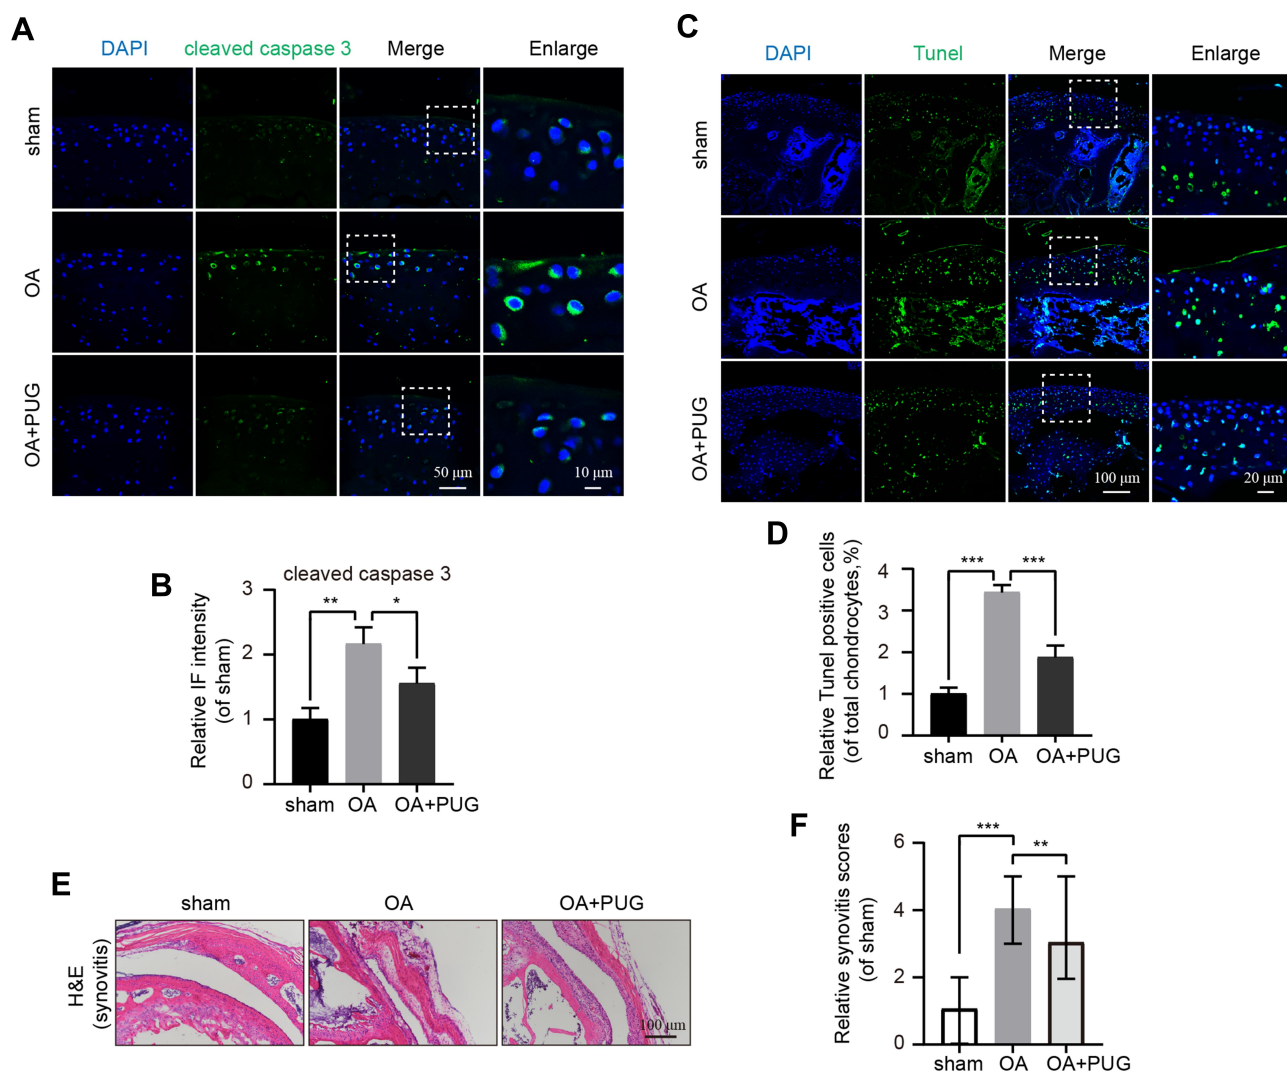 A
DAPI cleaved caspase 3 Merge Enlarge
sham
OA
OA+PUG
50 μm 10 μm
C
DAPI Tunel Merge Enlarge
sham
OA
OA+PUG
100 μm 20 μm
B
cleaved caspase 3
Relative IF intensity
(of sham)
3
2
1
0
** *
sham OA OA+PUG
D
Relative Tunel positive cells
(of total chondrocytes,%)
4
3
2
1
0
*** ***
sham OA OA+PUG
E
sham OA OA+PUG
H&E
(synovitis)
100 μm
F
Relative synovitis scores
(of sham)
6
4
2
0
*** **
sham OA OA+PUG